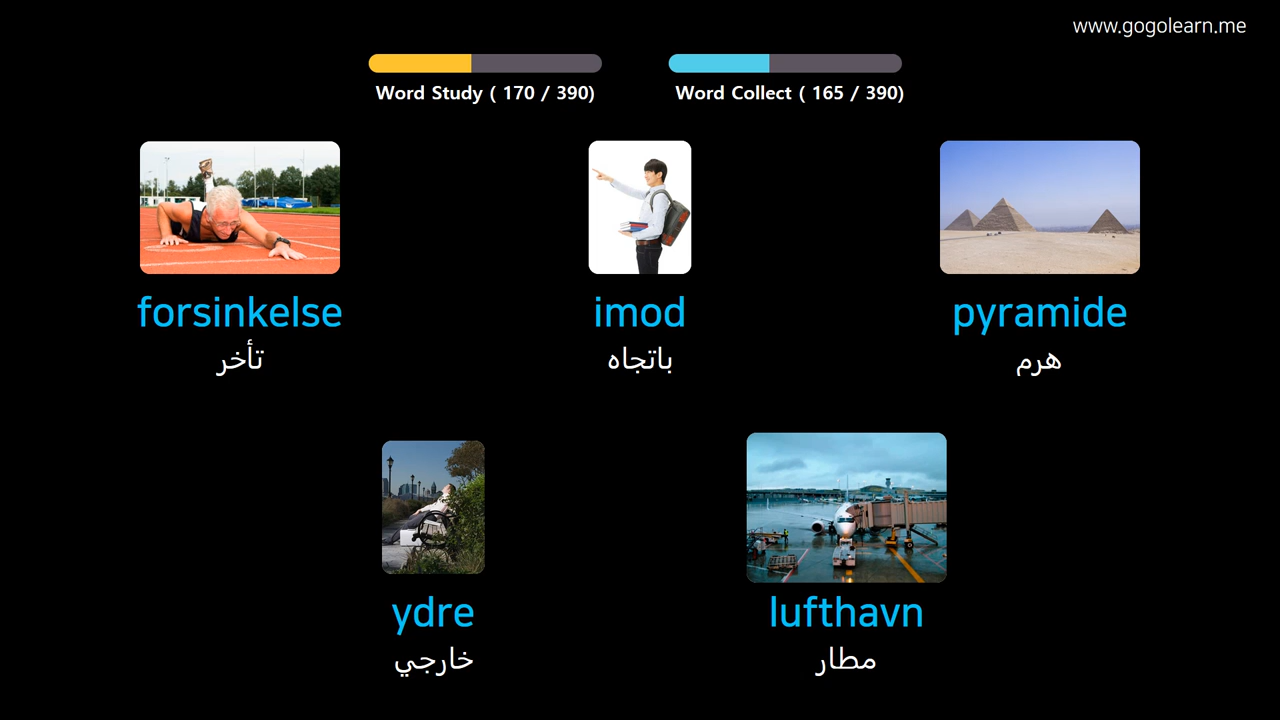 www.gogolearn.me
Word Study ( 170 / 390)
Word Collect ( 165 / 390)
forsinkelse
تأخر
imod
باتجاه
pyramide
هرم
ydre
خارجي
lufthavn
مطار